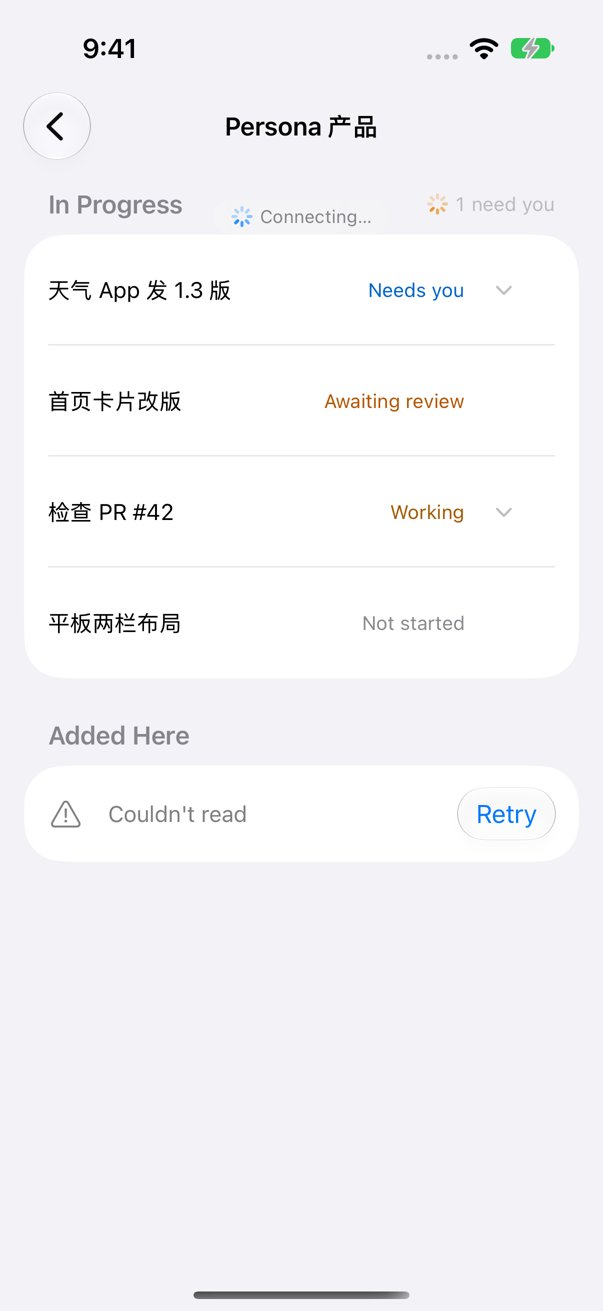 9:41
Persona 产品
In Progress
Connecting...
1 need you
天气 App 发 1.3 版
Needs you
首页卡片改版
Awaiting review
检查 PR #42
Working
平板两栏布局
Not started
Added Here
Couldn't read
Retry